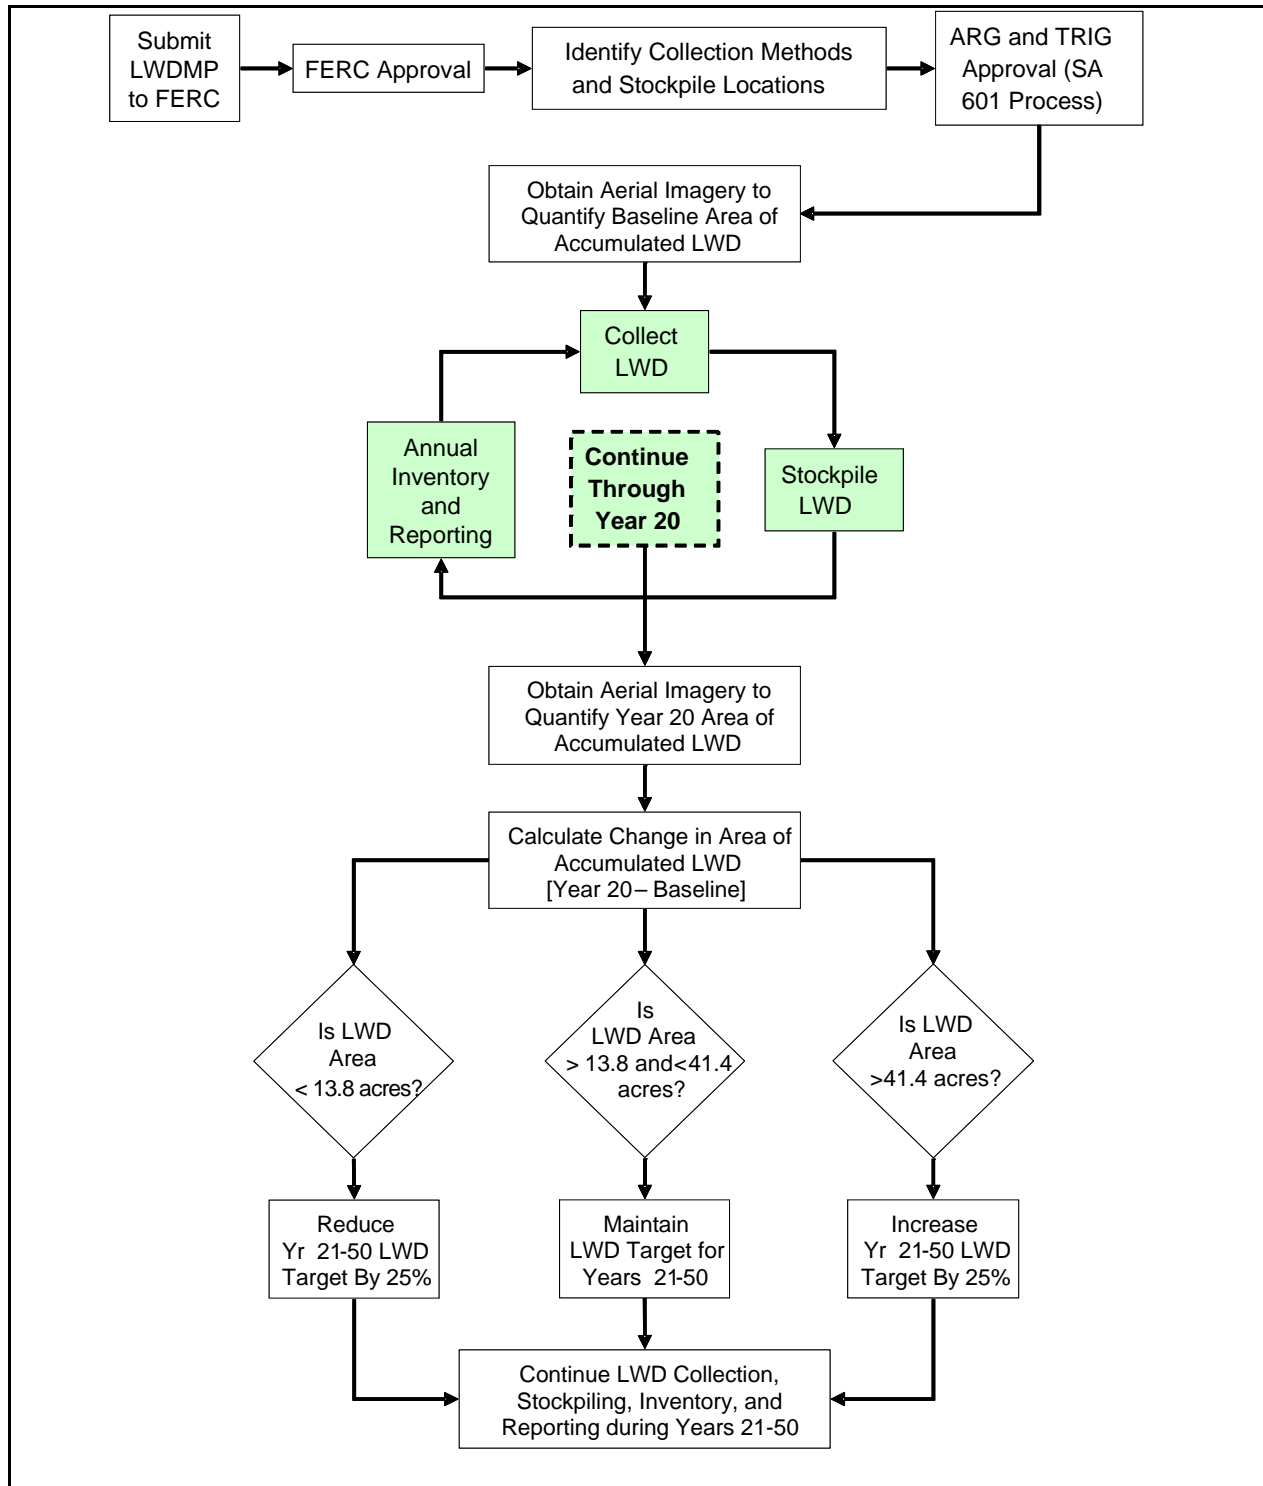 Submit
LWDMP
to FERC
FERC Approval
Identify Collection Methods
and Stockpile Locations
ARG and TRIG
Approval (SA
601 Process)
Obtain Aerial Imagery to
Quantify Baseline Area of
Accumulated LWD
Collect
LWD
Annual
Inventory
and
Reporting
Continue
Through
Year 20
Stockpile
LWD
Obtain Aerial Imagery to
Quantify Year 20 Area of
Accumulated LWD
Calculate Change in Area of
Accumulated LWD
[Year 20– Baseline]
Is LWD
Area
< 13.8 acres?
Is
LWD Area
> 13.8 and<41.4
acres?
Is LWD
Area
>41.4 acres?
Reduce
Yr 21-50 LWD
Target By 25%
Maintain
LWD Target for
Years 21-50
Increase
Yr 21-50 LWD
Target By 25%
Continue LWD Collection,
Stockpiling, Inventory, and
Reporting during Years 21-50